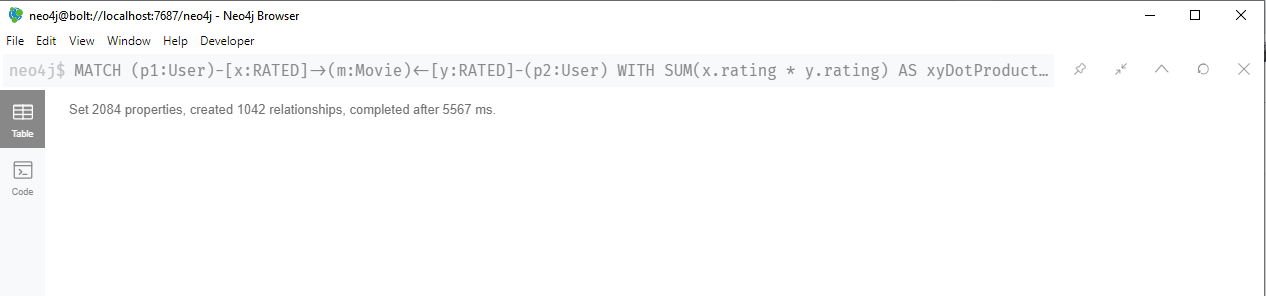 neo4j@bolt://localhost:7687/neo4j - Neo4j Browser
File Edit View Window Help Developer
neo4j$ MATCH (p1:User)-[x:RATED]->(m:Movie)<-[y:RATED]-(p2:User) WITH SUM(x.rating * y.rating) AS xyDotProduct…
Set 2084 properties, created 1042 relationships, completed after 5567 ms.
Table
Code